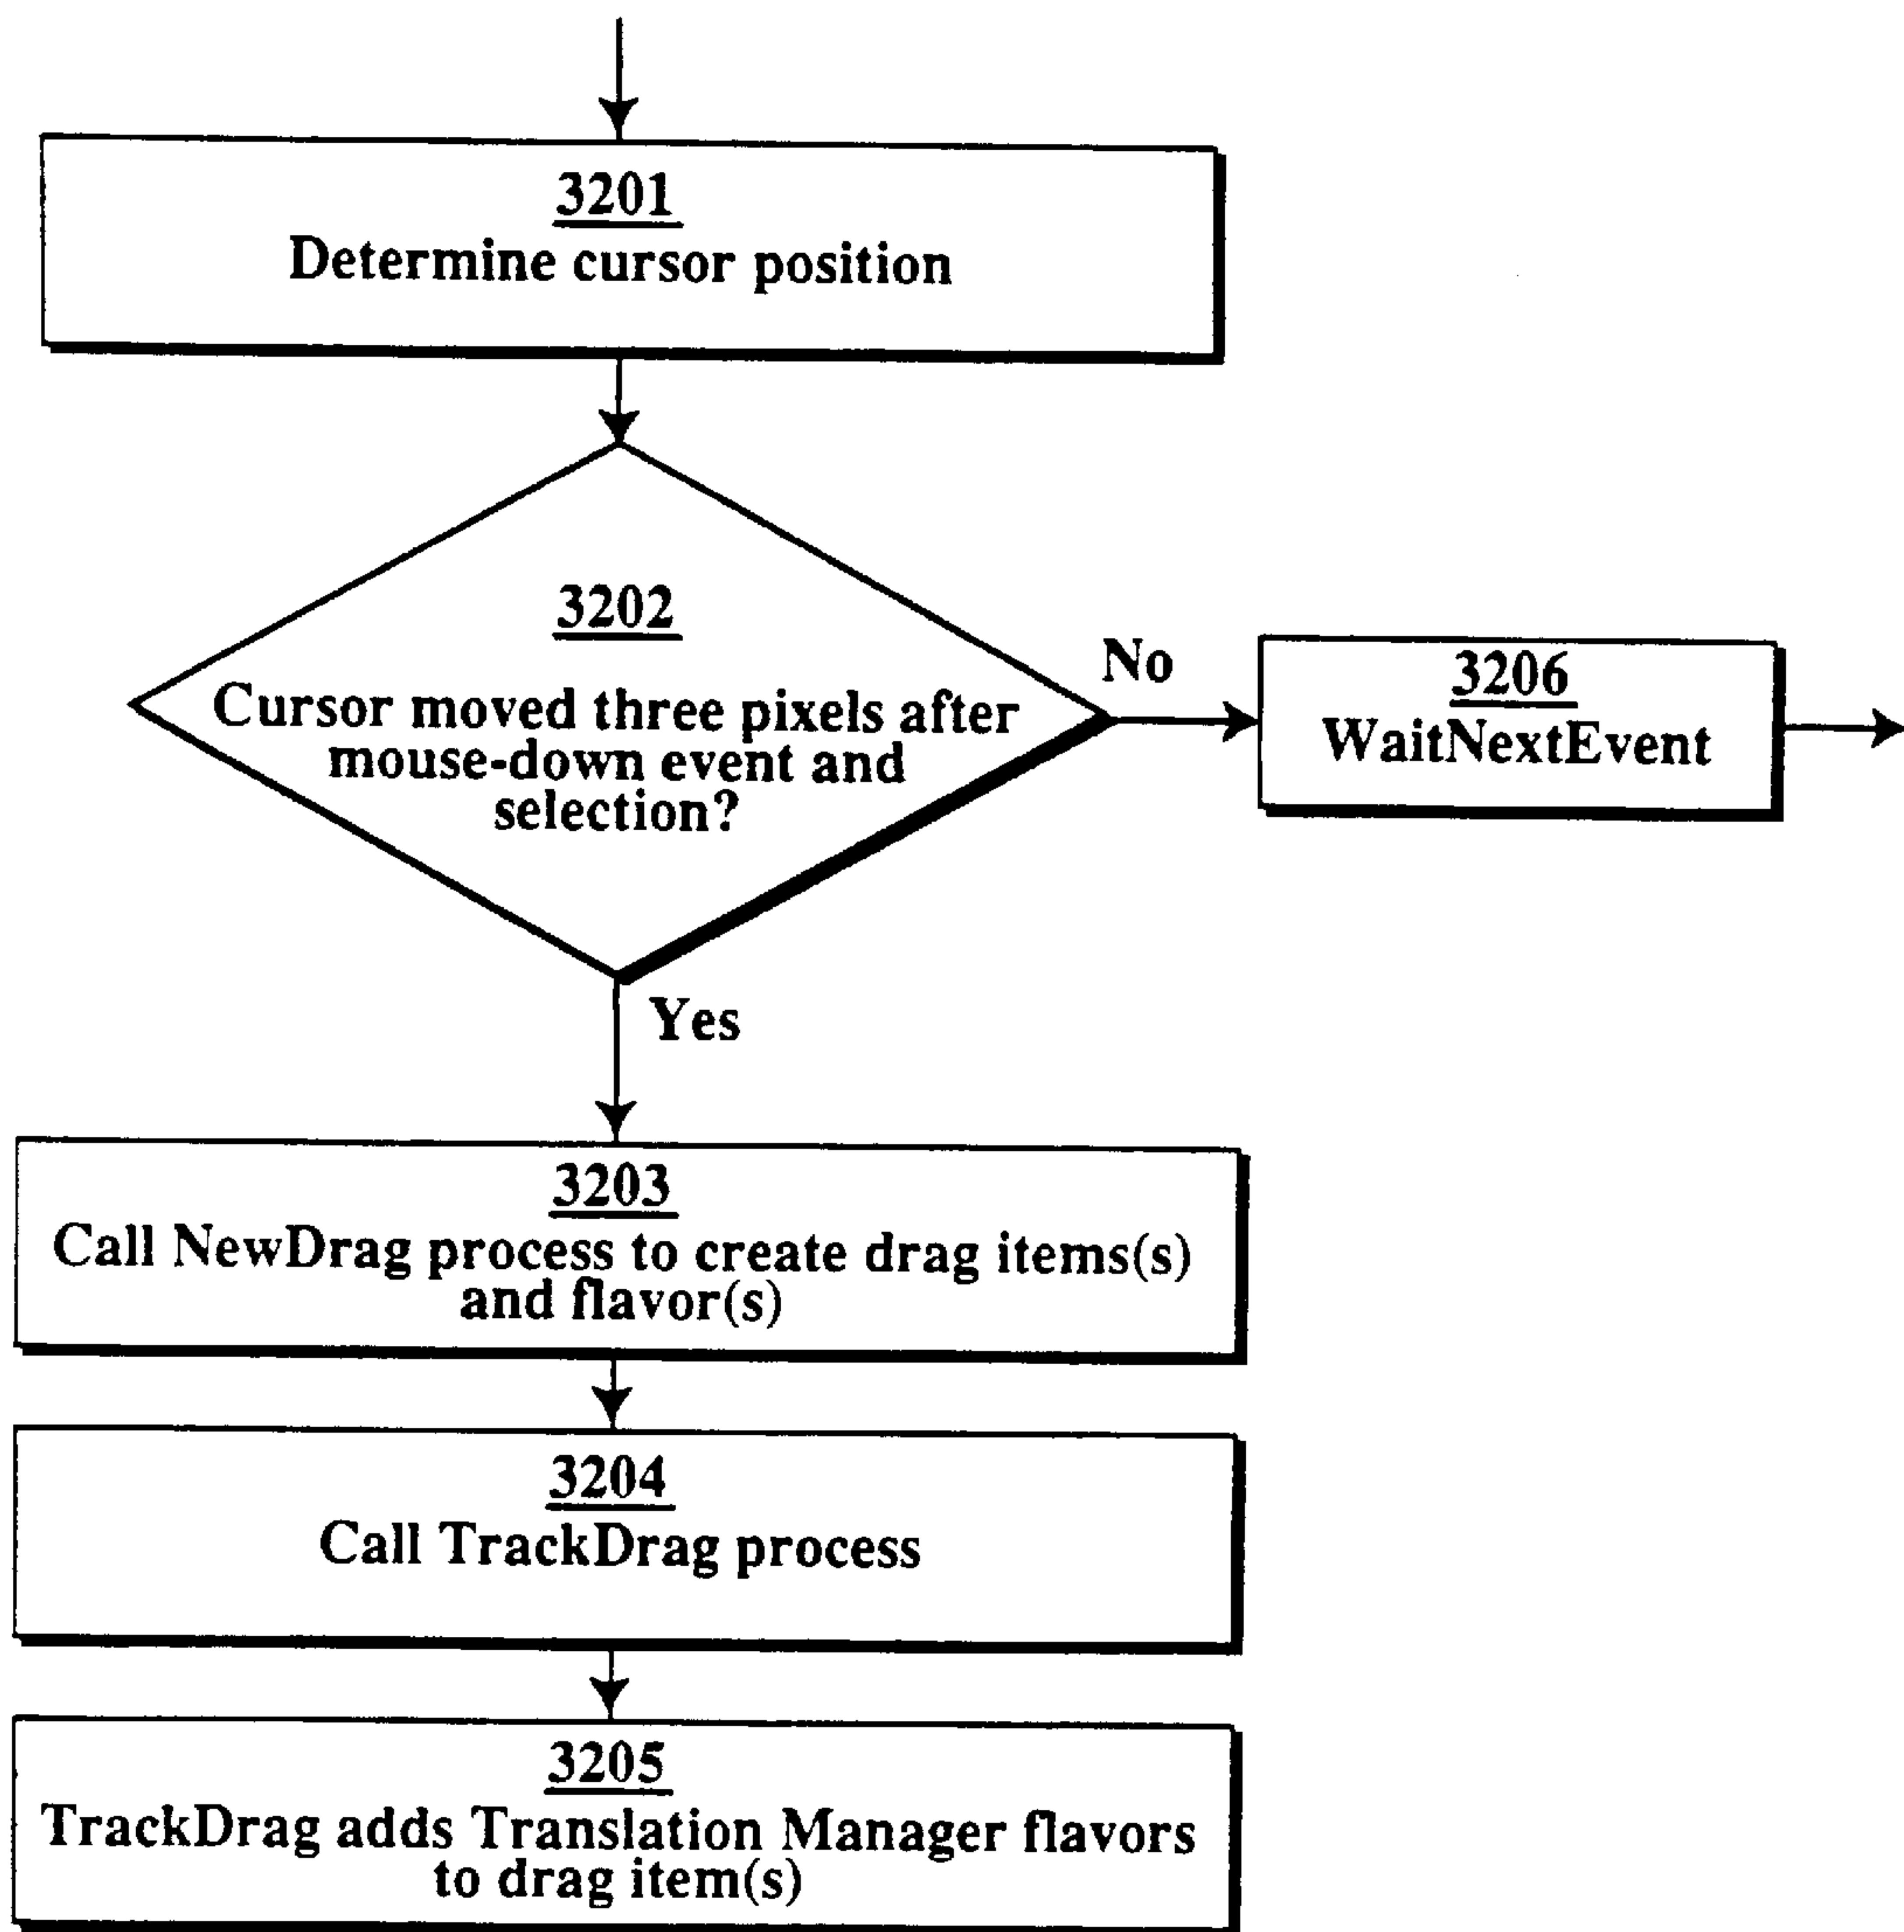 3201
Determine cursor position
3202
Cursor moved three pixels after
mouse-down event and
selection?
No
3206
WaitNextEvent
Yes
3203
Call NewDrag process to create drag items(s)
and flavor(s)
3204
Call TrackDrag process
3205
TrackDrag adds Translation Manager flavors
to drag item(s)